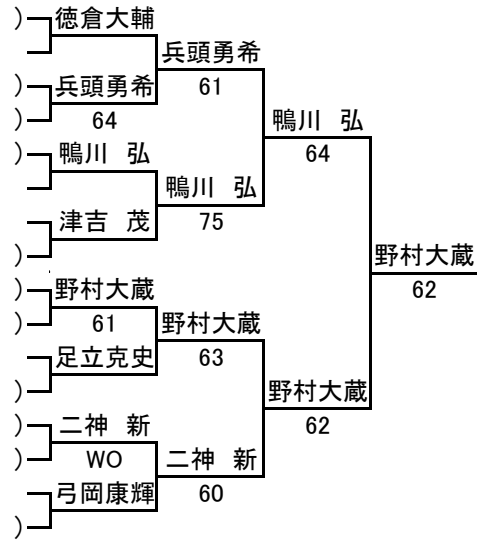 ) 徳倉大輔
兵頭勇希
) 兵頭勇希
61
) 64
鴨川　弘
) 鴨川　弘
64
鴨川　弘
津吉　茂
75
)
野村大蔵
) 野村大蔵
62
) 61
野村大蔵
足立克史
63
)
野村大蔵
) 二神　新
62
) WO
二神　新
弓岡康輝
60
)